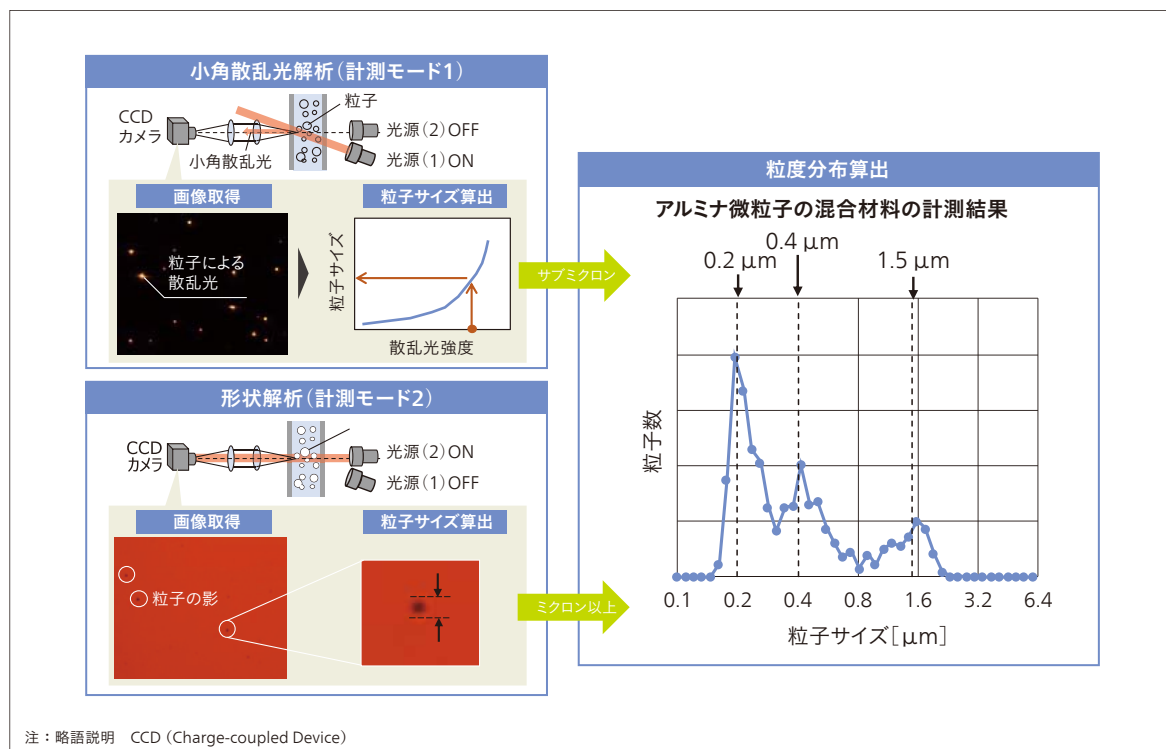 小角散乱光解析（計測モード1）
粒子
CCD
カメラ
光源（2）OFF
小角散乱光
光源（1）ON
画像取得
粒子サイズ算出
粒子による
散乱光
粒子サイズ
散乱光強度
サブミクロン
形状解析（計測モード2）
CCD
カメラ
光源（2）ON
光源（1）OFF
画像取得
粒子サイズ算出
粒子の影
ミクロン以上
粒度分布算出
アルミナ微粒子の混合材料の計測結果
0.4 μm
0.2 μm
1.5 μm
粒子数
0.1 0.2 0.4 0.8 1.6 3.2 6.4
粒子サイズ［μm］
注：略語説明　CCD（Charge-coupled Device）